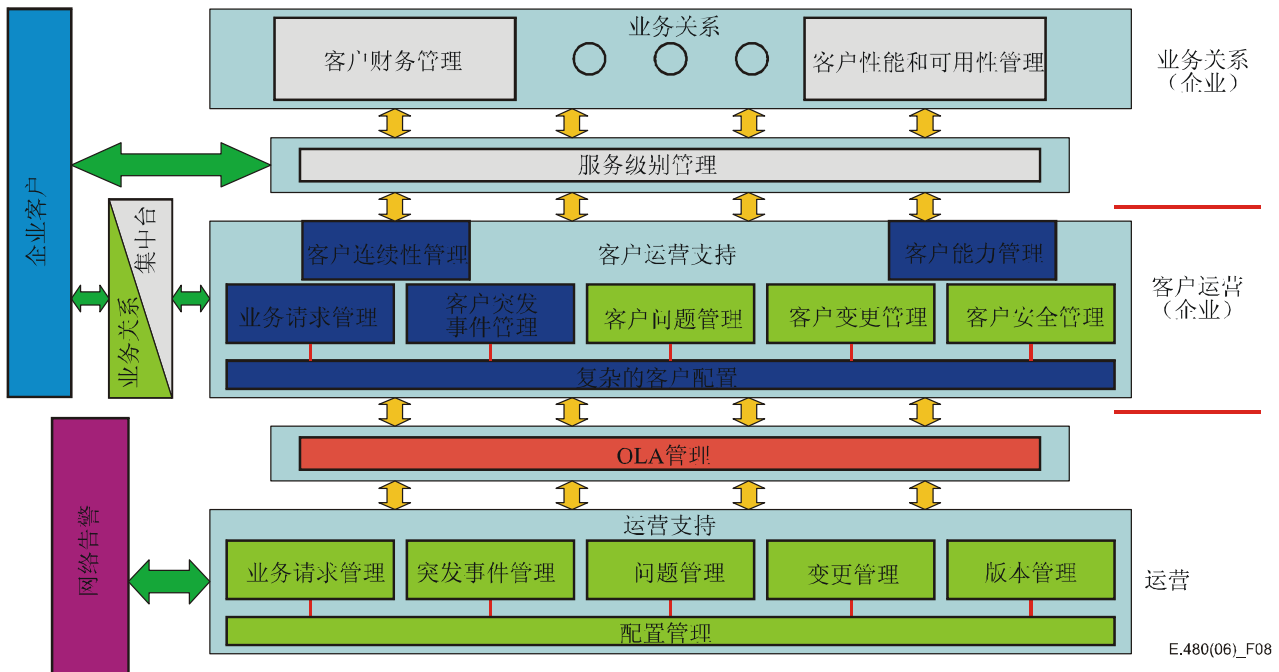 业务关系
客户财务管理
客户性能和可用性管理
业务关系
（企业）
服务级别管理
企业客户
集中台
业务关系
客户连续性管理
客户运营支持
客户能力管理
业务请求管理
客户突发
事件管理
客户问题管理
客户变更管理
客户安全管理
复杂的客户配置
客户运营
（企业）
OLA管理
网络告警
运营支持
业务请求管理
突发事件管理
问题管理
变更管理
版本管理
配置管理
运营
E.480(06)_F08